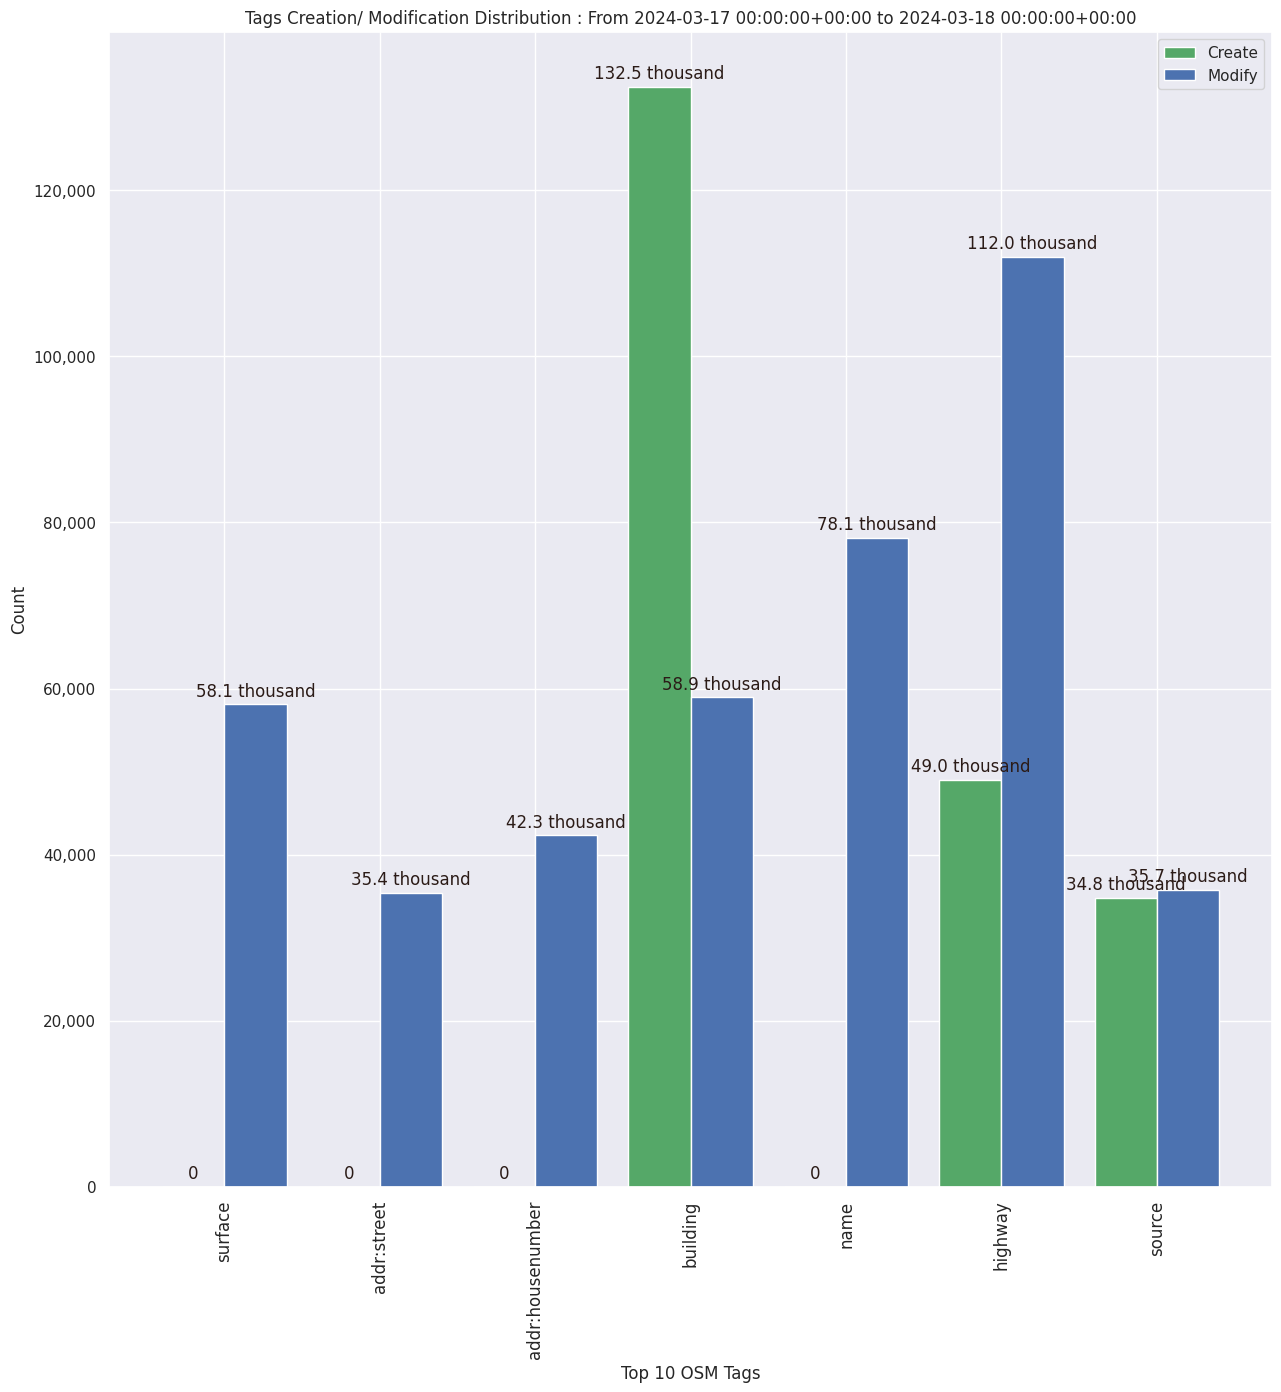 Tags Creation/ Modification Distribution : From 2024-03-17 00:00:00+00:00 to 2024-03-18 00:00:00+00:00
Create
Modify
132.5 thousand
120,000
112.0 thousand
100,000
78.1 thousand
80,000
Count
58.1 thousand
58.9 thousand
60,000
49.0 thousand
42.3 thousand
40,000
35.4 thousand
34.8 thousand
35.7 thousand
20,000
0
0
0
0
0
surface
addr:street
addr:housenumber
building
name
highway
source
Top 10 OSM Tags